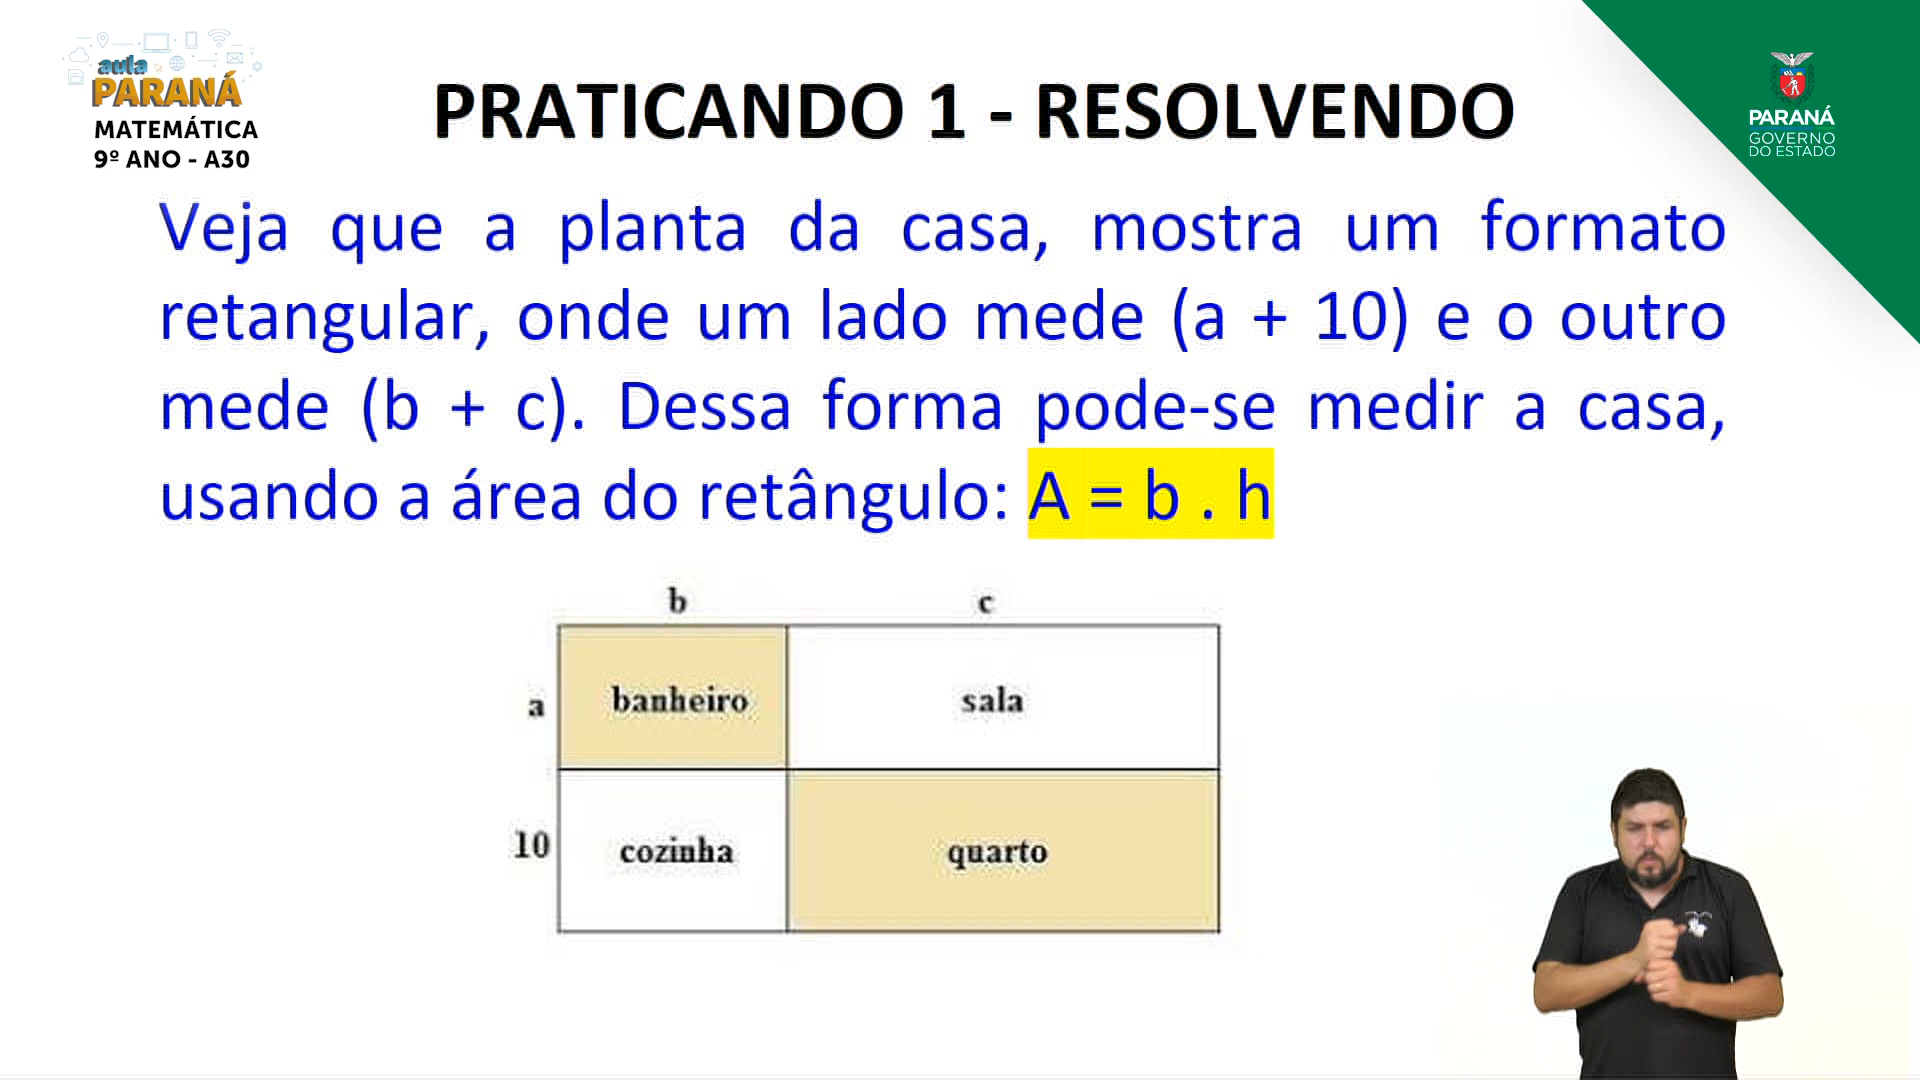 aula
PARANÁ
MATEMÁTICA
9º ANO - A30
PRATICANDO 1 - RESOLVENDO
PARANÁ
GOVERNO
DO ESTADO
Veja que a planta da casa, mostra um formato
retangular, onde um lado mede (a + 10) e o outro
mede (b + c). Dessa forma pode-se medir a casa,
usando a área do retângulo: A = b . h
b c
a banheiro sala
10 cozinha quarto